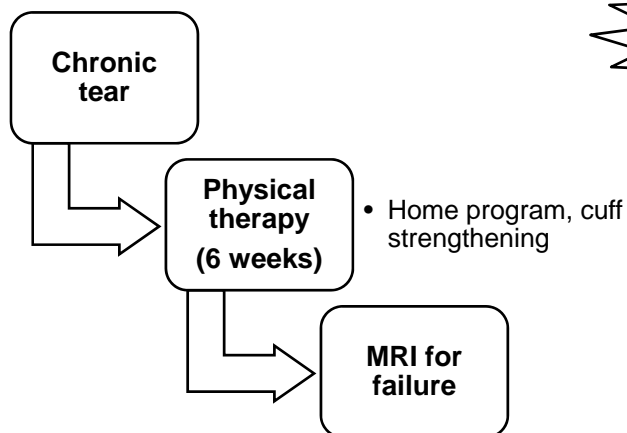 Chronic
tear
Physical
therapy
(6 weeks)
• Home program, cuff
strengthening
MRI for
failure